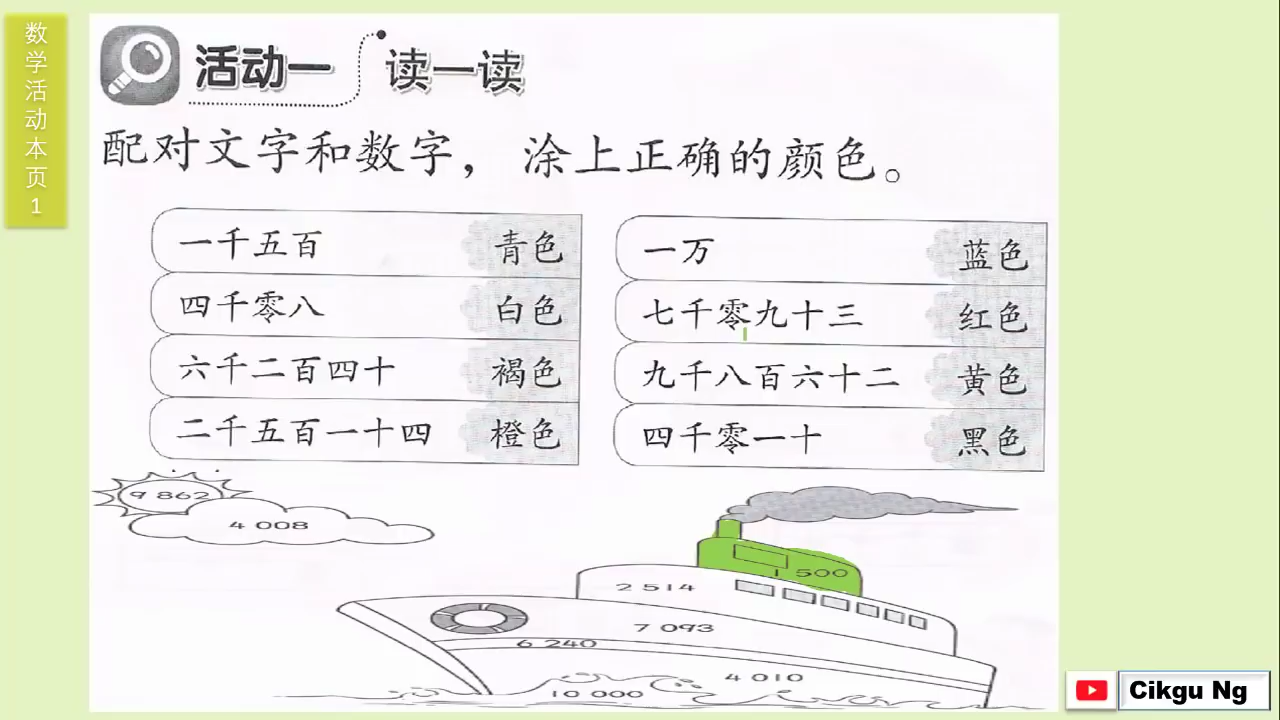 数学活动本页1
活动一 读一读
配对文字和数字，涂上正确的颜色。
一千五百 青色
四千零八 白色
六千二百四十 褐色
二千五百一十四 橙色
一万 蓝色
七千零九十三 红色
九千八百六十二 黄色
四千零一十 黑色
9 862
4 008
1 500
2 514
7 093
6 240
4 010
10 000
Cikgu Ng